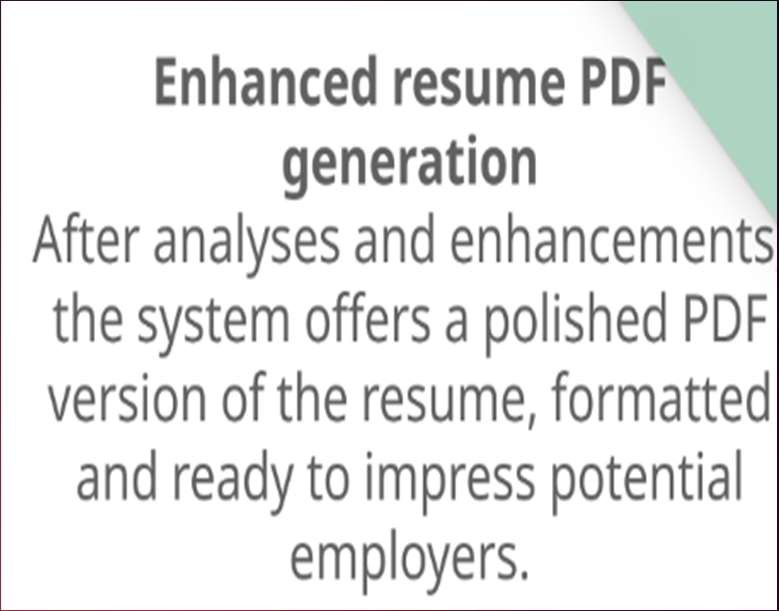 Enhanced resume PDF
generation
After analyses and enhancements
the system offers a polished PDF
version of the resume, formatted
and ready to impress potential
employers.